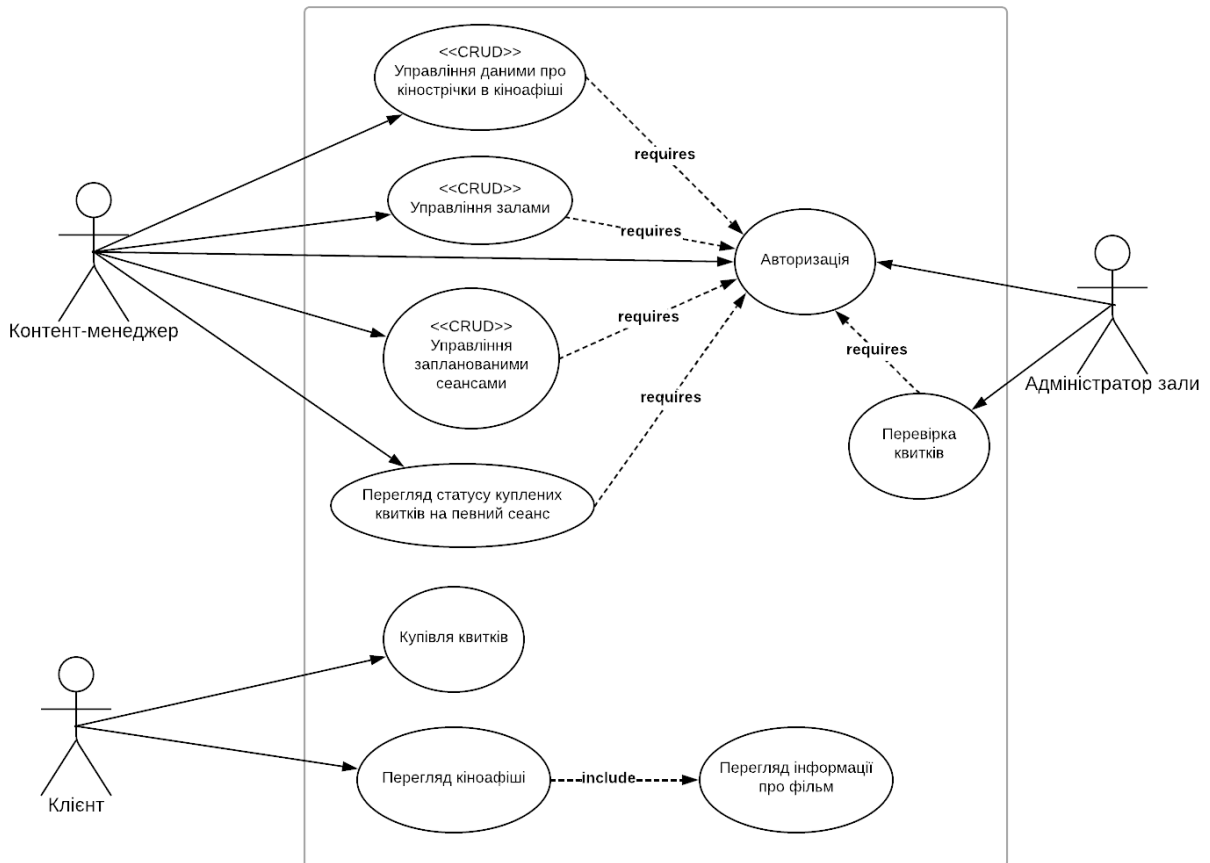 <<CRUD>>
Управління даними про
кінострічки в кіноафіші
requires
<<CRUD>>
Управління залами
requires
Авторизація
Контент-менеджер
<<CRUD>>
Управління
запланованими
сеансами
requires
requires
Адміністратор зали
requires
Перевірка
квитків
Перегляд статусу куплених
квитків на певний сеанс
Купівля квитків
Клієнт
Перегляд кіноафіші
include
Перегляд інформації
про фільм